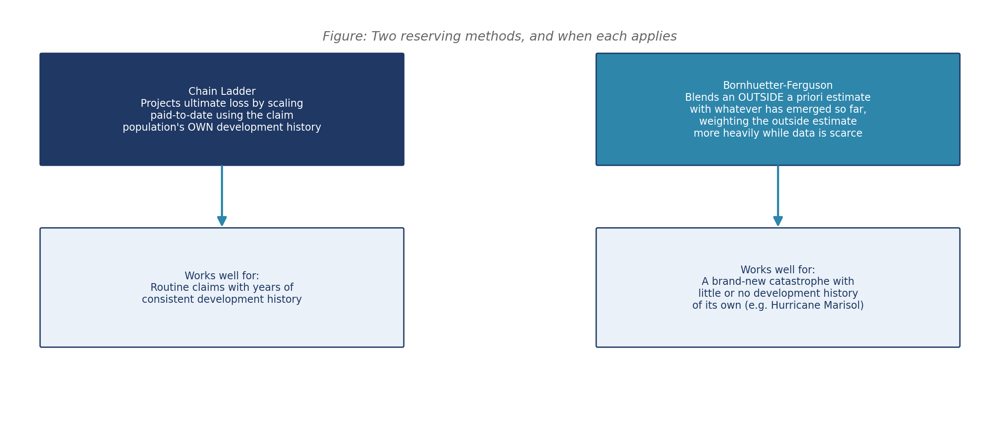 Figure: Two reserving methods, and when each applies
Chain Ladder
Projects ultimate loss by scaling
paid-to-date using the claim
population's OWN development history
Bornhuetter-Ferguson
Blends an OUTSIDE a priori estimate
with whatever has emerged so far,
weighting the outside estimate
more heavily while data is scarce
Works well for:
Routine claims with years of
consistent development history
Works well for:
A brand-new catastrophe with
little or no development history
of its own (e.g. Hurricane Marisol)